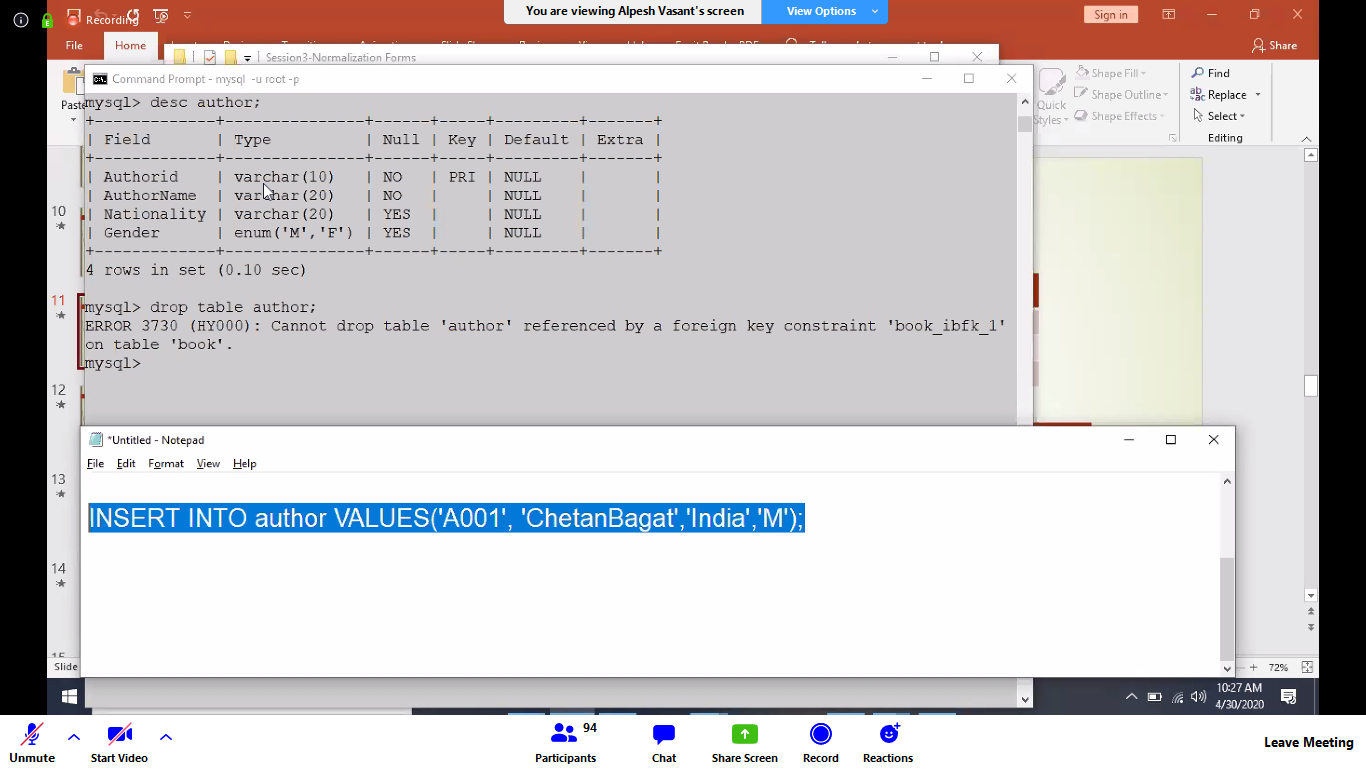 You are viewing Alpesh Vasant's screen
View Options
Recording
Sign in
File
Home
Share
Session3-Normalization Forms
Paste
Command Prompt - mysql -u root -p
Shape Fill
Shape Outline
Shape Effects
Quick
Styles
Find
Replace
Select
Editing
mysql> desc author;
+-------------+---------------+------+-----+---------+-------+
| Field       | Type          | Null | Key | Default | Extra |
+-------------+---------------+------+-----+---------+-------+
| Authorid    | varchar(10)   | NO   | PRI | NULL    |       |
| AuthorName  | varchar(20)   | NO   |     | NULL    |       |
| Nationality | varchar(20)   | YES  |     | NULL    |       |
| Gender      | enum('M','F') | YES  |     | NULL    |       |
+-------------+---------------+------+-----+---------+-------+
4 rows in set (0.10 sec)
mysql> drop table author;
ERROR 3730 (HY000): Cannot drop table 'author' referenced by a foreign key constraint 'book_ibfk_1'
on table 'book'.
mysql>
10
11
12
13
14
*Untitled - Notepad
File Edit Format View Help
INSERT INTO author VALUES('A001', 'ChetanBagat','India','M');
Slide
72%
10:27 AM
4/30/2020
Unmute
Start Video
Participants
94
Chat
Share Screen
Record
Reactions
Leave Meeting